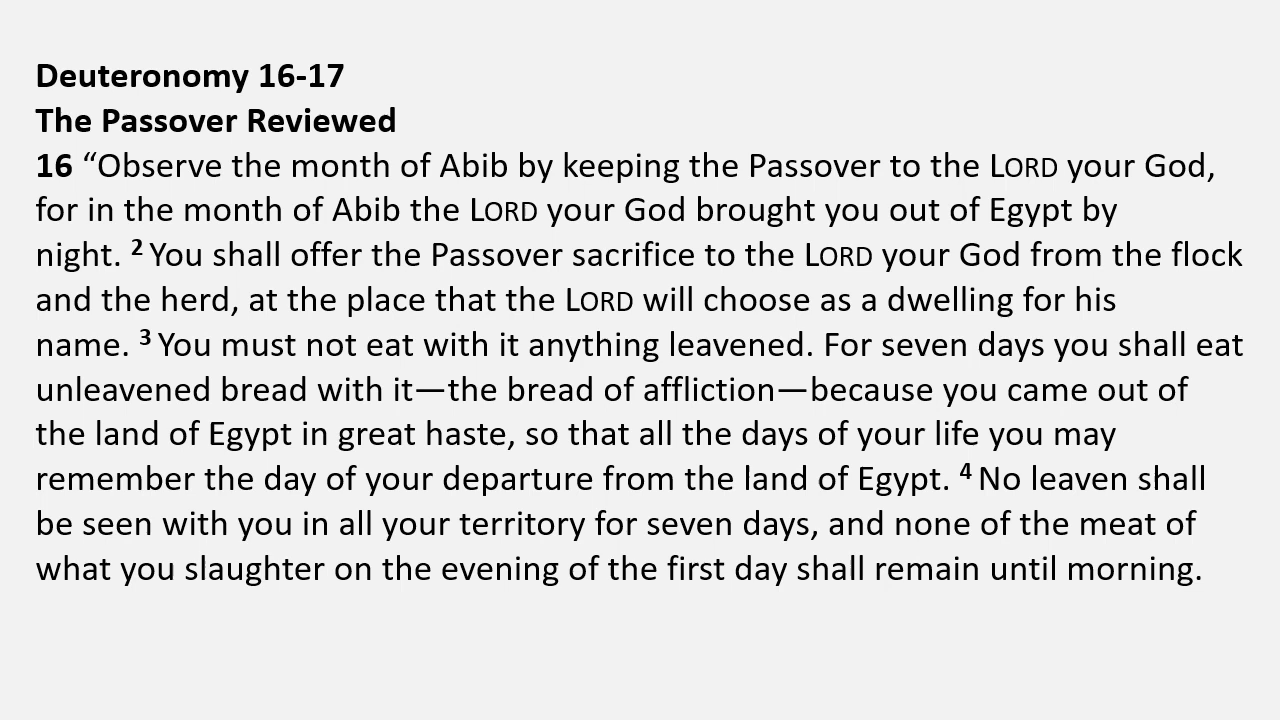 Deuteronomy 16-17
The Passover Reviewed
16 “Observe the month of Abib by keeping the Passover to the LORD your God,
for in the month of Abib the LORD your God brought you out of Egypt by
night. 2 You shall offer the Passover sacrifice to the LORD your God from the flock
and the herd, at the place that the LORD will choose as a dwelling for his
name. 3 You must not eat with it anything leavened. For seven days you shall eat
unleavened bread with it—the bread of affliction—because you came out of
the land of Egypt in great haste, so that all the days of your life you may
remember the day of your departure from the land of Egypt. 4 No leaven shall
be seen with you in all your territory for seven days, and none of the meat of
what you slaughter on the evening of the first day shall remain until morning.